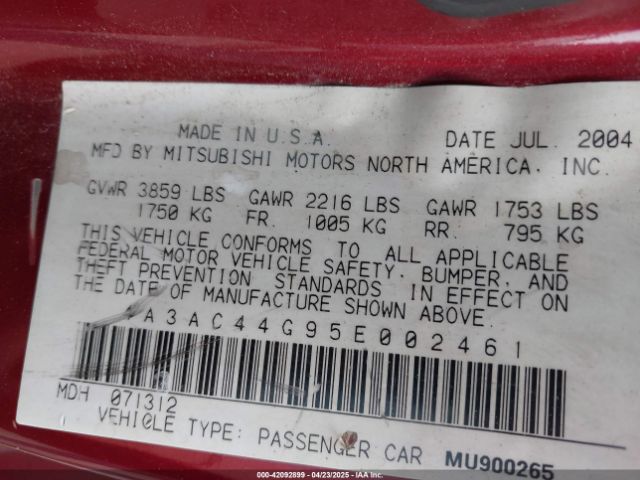 MADE IN U.S.A. DATE JUL. 2004
MFD BY MITSUBISHI MOTORS NORTH AMERICA, INC.
GVWR 3859 LBS GAWR 2216 LBS GAWR 1753 LBS
1750 KG FR. 1005 KG RR. 795 KG
THIS VEHICLE CONFORMS TO ALL APPLICABLE
FEDERAL MOTOR VEHICLE SAFETY, BUMPER, AND
THEFT PREVENTION STANDARDS IN EFFECT ON
THE DATE OF MANUFACTURE SHOWN ABOVE.
A3AC44G95E002461
MDH 071312
VEHICLE TYPE: PASSENGER CAR MU900265
000-42092899 - 04/23/2025 - IAAI.COM